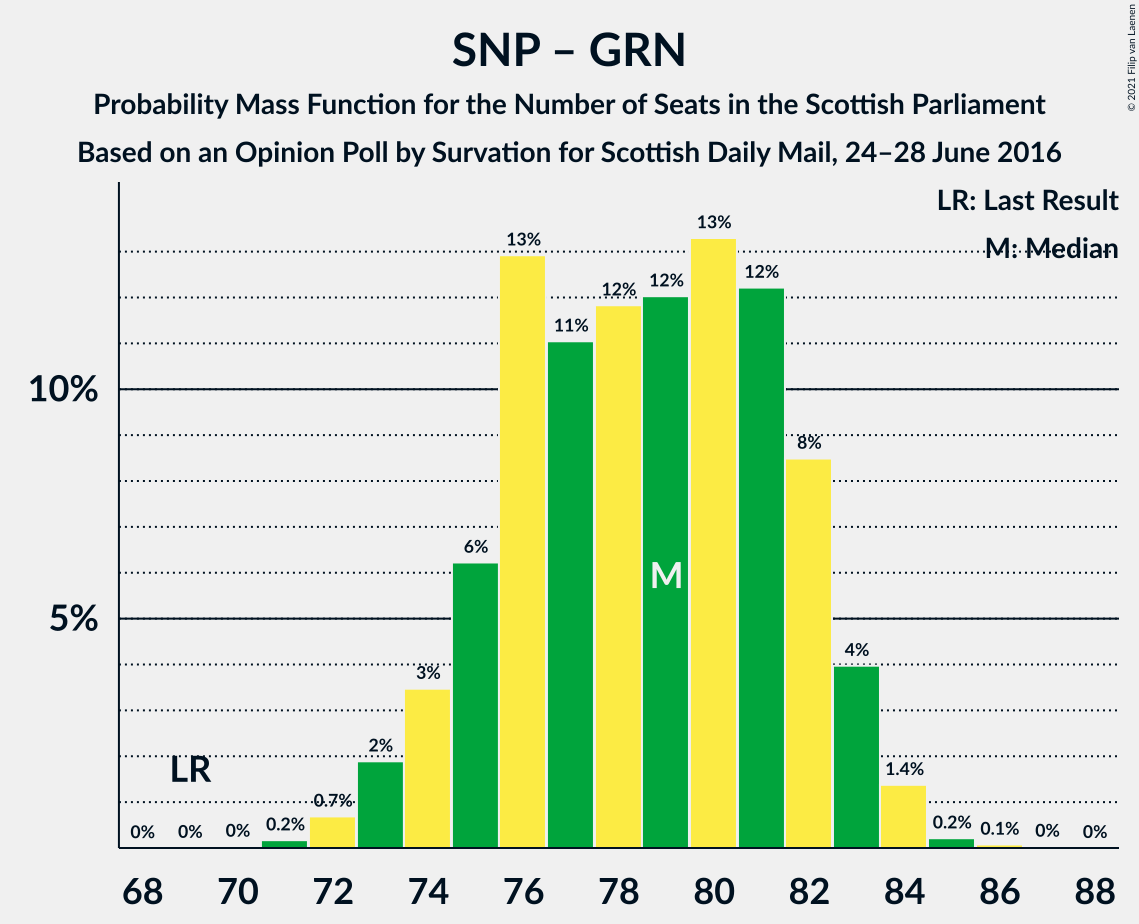 SNP – GRN
Probability Mass Function for the Number of Seats in the Scottish Parliament
Based on an Opinion Poll by Survation for Scottish Daily Mail, 24–28 June 2016
© 2021 Filip van Laenen
LR: Last Result
M: Median
10%
5%
0%
0%
0%
0.2%
0.7%
2%
3%
6%
13%
11%
12%
12%
13%
12%
8%
4%
1.4%
0.2%
0.1%
0%
0%
LR
M
68 70 72 74 76 78 80 82 84 86 88